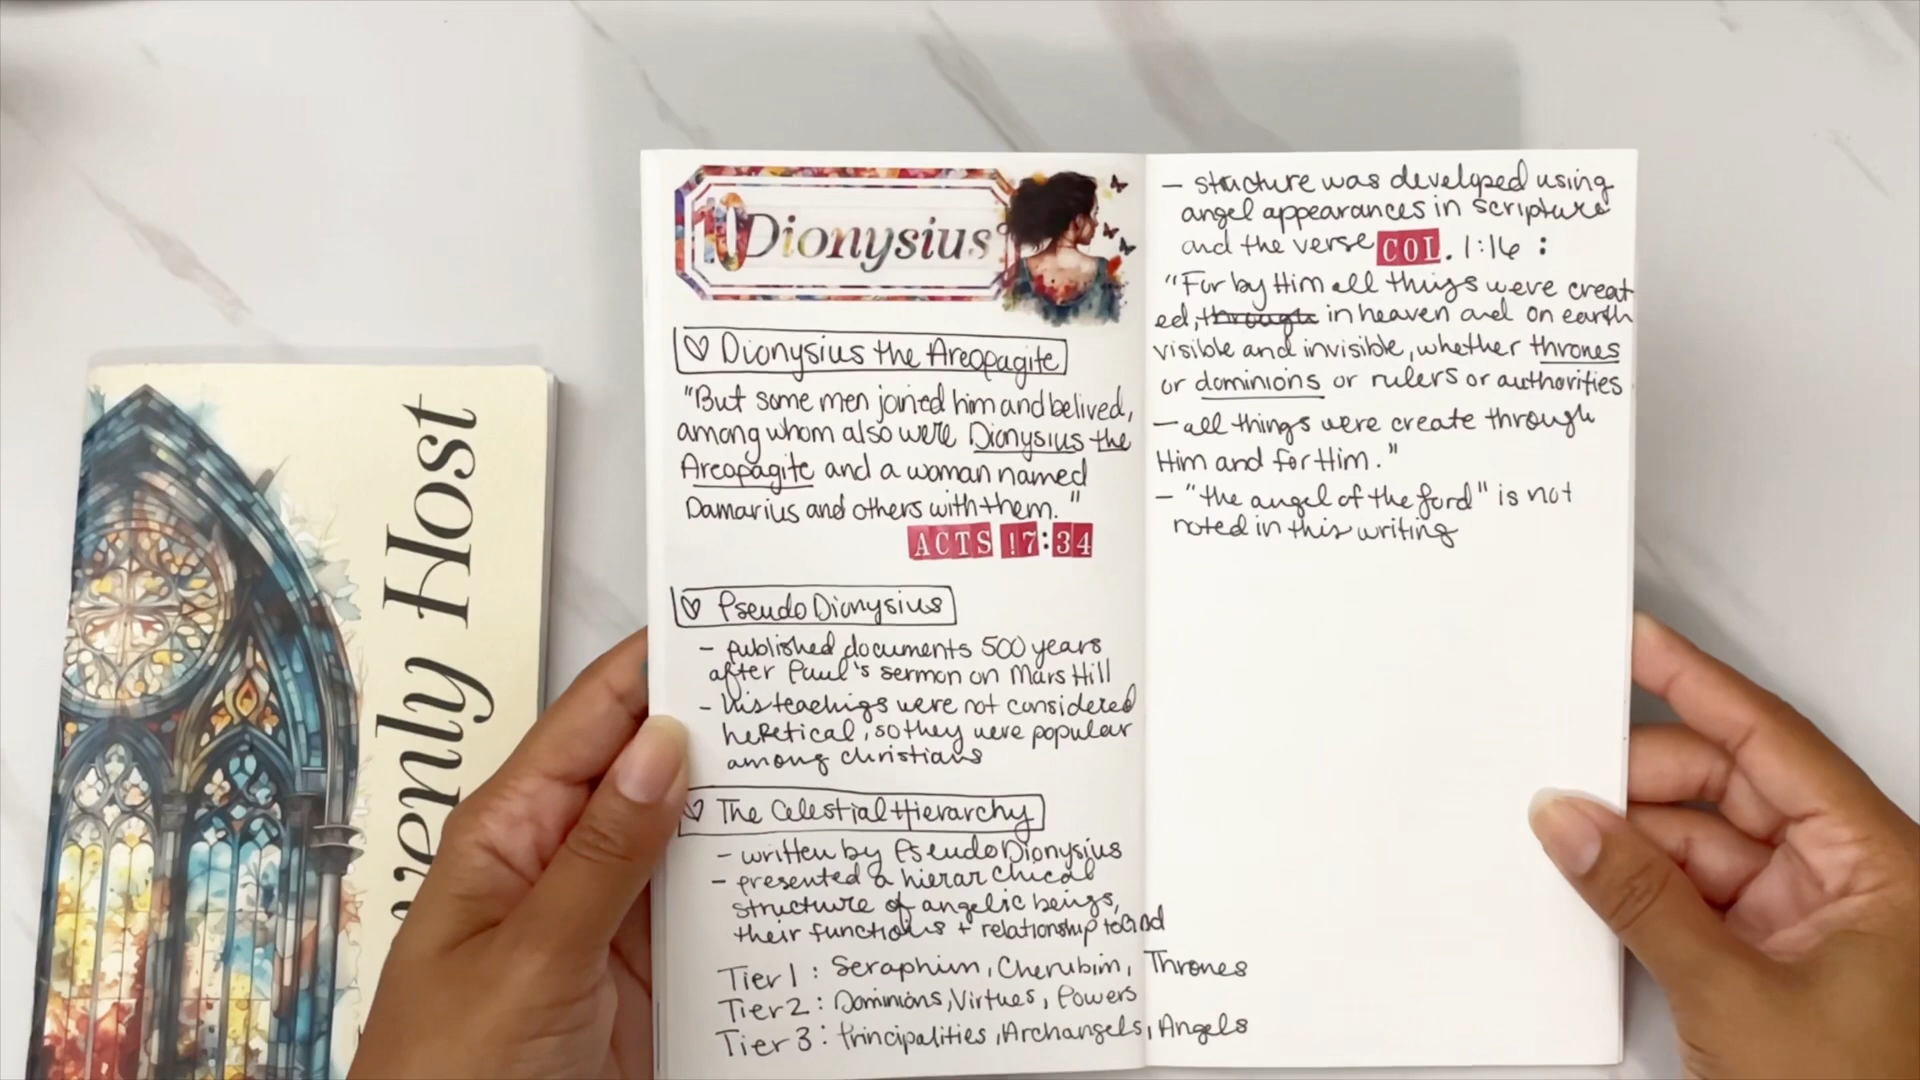 10 Dionysius
♡ Dionysius the Areopagite
"But some men joined him and belived,
among whom also were Dionysius the
Areopagite and a woman named
Damarius and others with them."
ACTS !7:34
♡ Pseudo Dionysius
- published documents 500 years
after Paul's sermon on Mars Hill
- his teachings were not considered
heretical, so they were popular
among christians
♡ The Celestial Hierarchy
- written by Pseudo Dionysius
- presented a hierarchical
structure of angelic beings,
their functions + relationship to God
Tier 1: Seraphim, Cherubim, Thrones
Tier 2: Dominions, Virtues, Powers
Tier 3: Principalities, Archangels, Angels
- structure was developed using
angel appearances in scripture
and the verse COL. 1:16 :
"For by Him all things were creat
ed, through in heaven and on earth
visible and invisible, whether thrones
or dominions or rulers or authorities
- all things were create through
Him and for Him."
- "the angel of the ford" is not
noted in this writing
venly Host